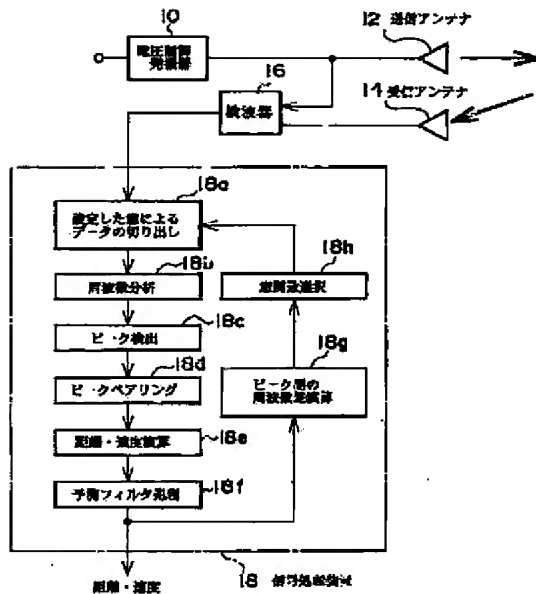 10
電圧制御
発振器
12 送信アンテナ
14 受信アンテナ
16
検波器
18a
設定した窓による
データの切り出し
18b
周波数分析
18c
ピーク検出
18d
ピークペアリング
18e
距離・速度演算
18f
予測フィルタ処理
18h
窓関数選択
18g
ピーク間の
周波数差演算
18 信号処理装置
距離・速度